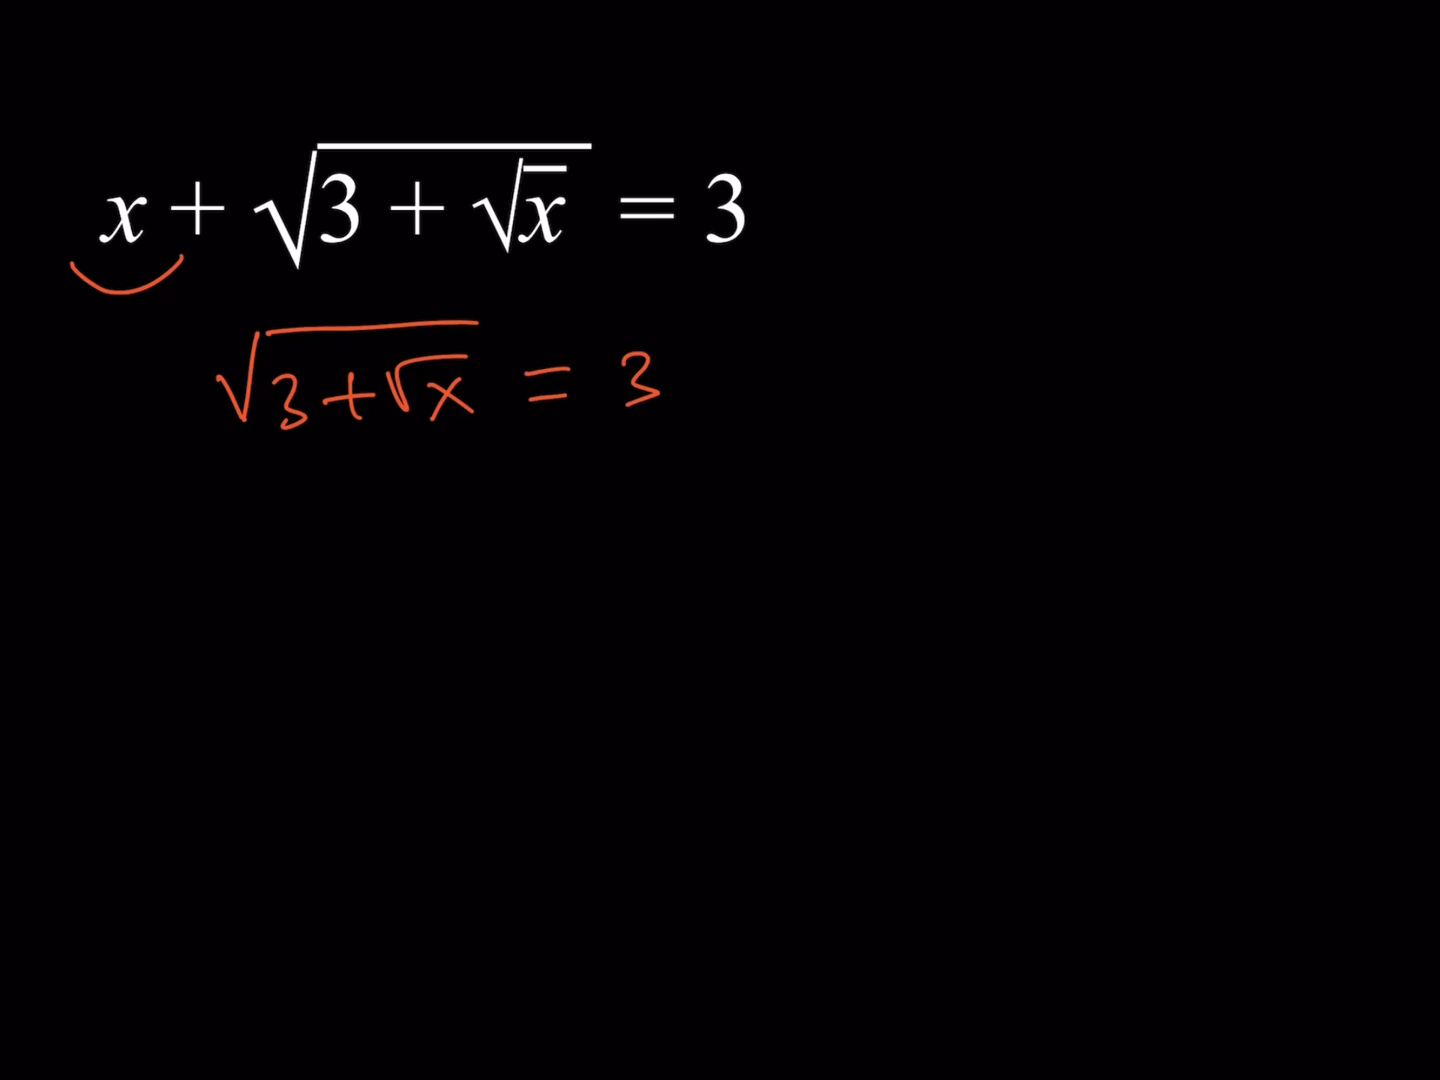 x + √(3 + √x) = 3
√(3 + √x) = 3